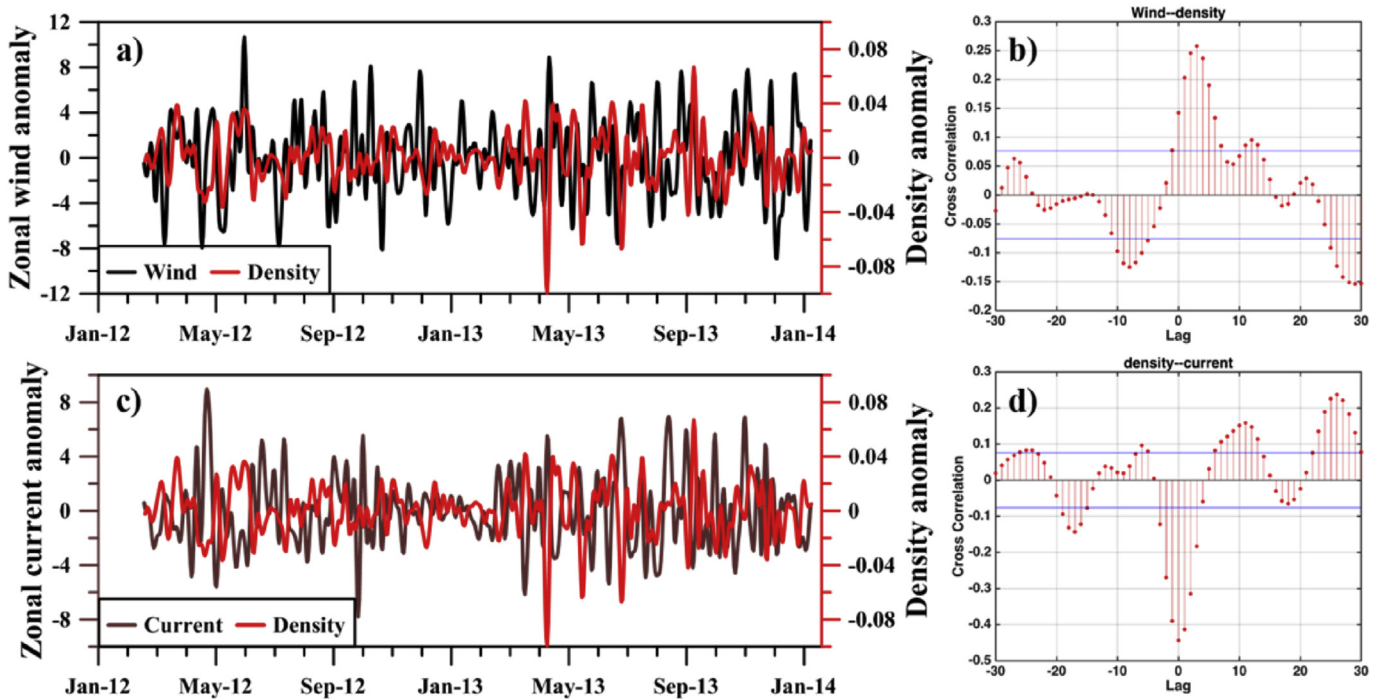 a)
Zonal wind anomaly
12
8
4
0
-4
-8
-12
0.08
0.04
0
-0.04
-0.08
Density anomaly
Wind Density
Jan-12 May-12 Sep-12 Jan-13 May-13 Sep-13 Jan-14
Wind--density
b)
Cross Correlation
0.3
0.25
0.2
0.15
0.1
0.05
0
-0.05
-0.1
-0.15
-0.2
-30 -20 -10 0 10 20 30
Lag
c)
Zonal current anomaly
8
4
0
-4
-8
0.08
0.04
0
-0.04
-0.08
Density anomaly
Current Density
Jan-12 May-12 Sep-12 Jan-13 May-13 Sep-13 Jan-14
density--current
d)
Cross Correlation
0.3
0.2
0.1
0
-0.1
-0.2
-0.3
-0.4
-0.5
-30 -20 -10 0 10 20 30
Lag